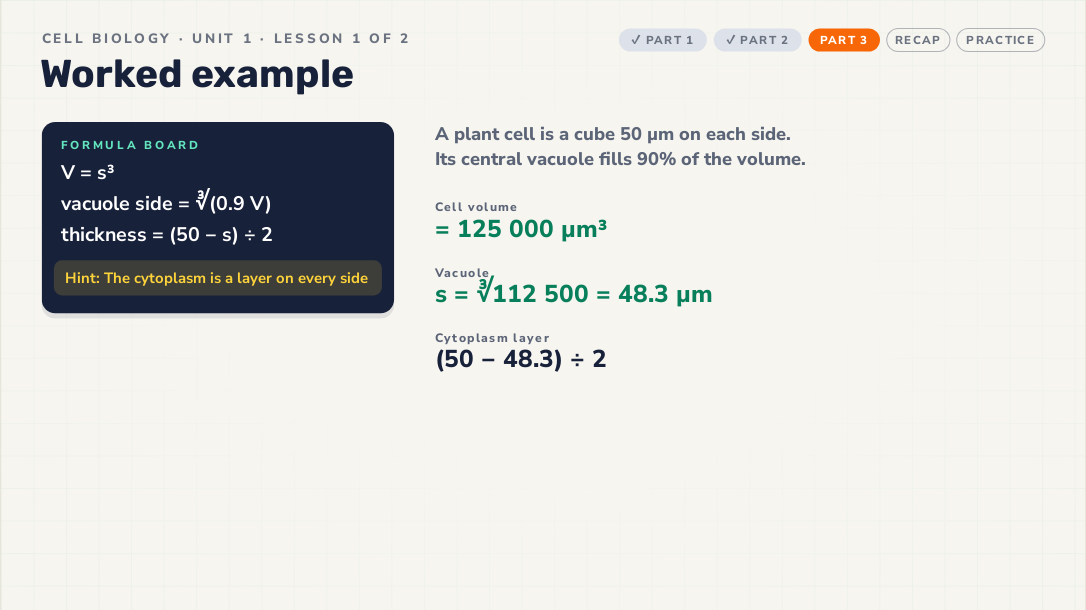 CELL BIOLOGY · UNIT 1 · LESSON 1 OF 2
✓ PART 1
✓ PART 2
PART 3
RECAP
PRACTICE
Worked example
FORMULA BOARD
V = s³
vacuole side = ∛(0.9 V)
thickness = (50 − s) ÷ 2
Hint: The cytoplasm is a layer on every side
A plant cell is a cube 50 µm on each side.
Its central vacuole fills 90% of the volume.
Cell volume
= 125 000 µm³
Vacuole
s = ∛112 500 = 48.3 µm
Cytoplasm layer
(50 − 48.3) ÷ 2